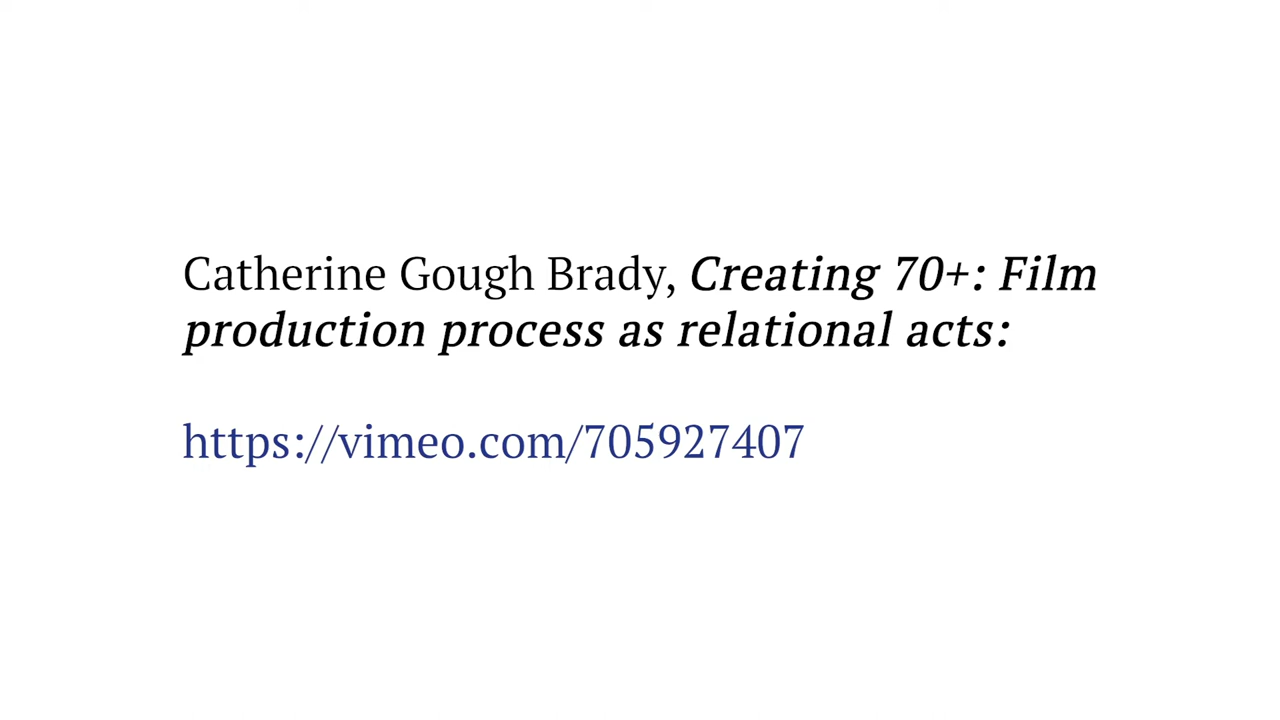 Catherine Gough Brady, Creating 70+: Film
production process as relational acts:
https://vimeo.com/705927407